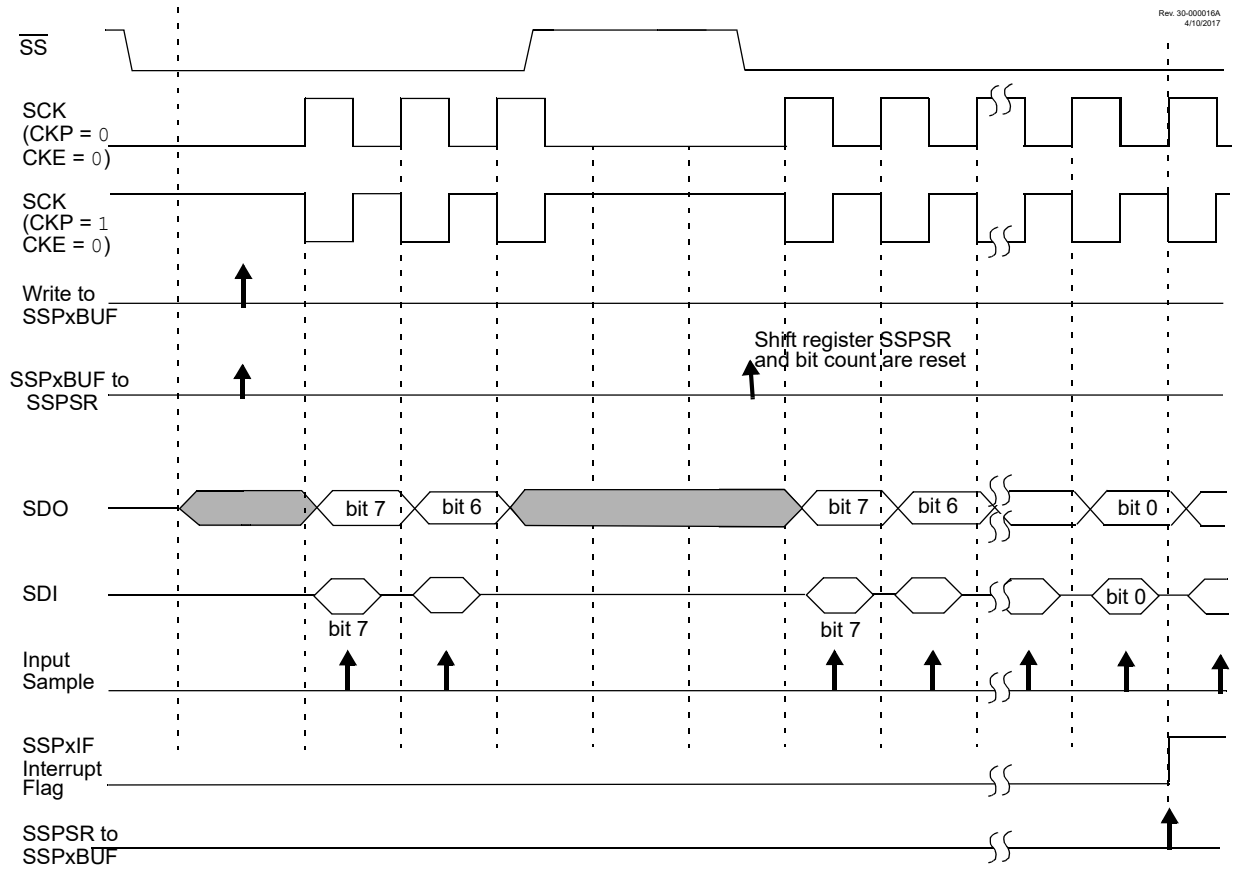 Rev. 30-000016A
4/10/2017
SS
SCK
(CKP = 0
CKE = 0)
SCK
(CKP = 1
CKE = 0)
Write to
SSPxBUF
Shift register SSPSR
and bit count are reset
SSPxBUF to
SSPSR
SDO
bit 7
bit 6
bit 7
bit 6
bit 0
SDI
bit 0
bit 7
bit 7
Input
Sample
SSPxIF
Interrupt
Flag
SSPSR to
SSPxBUF